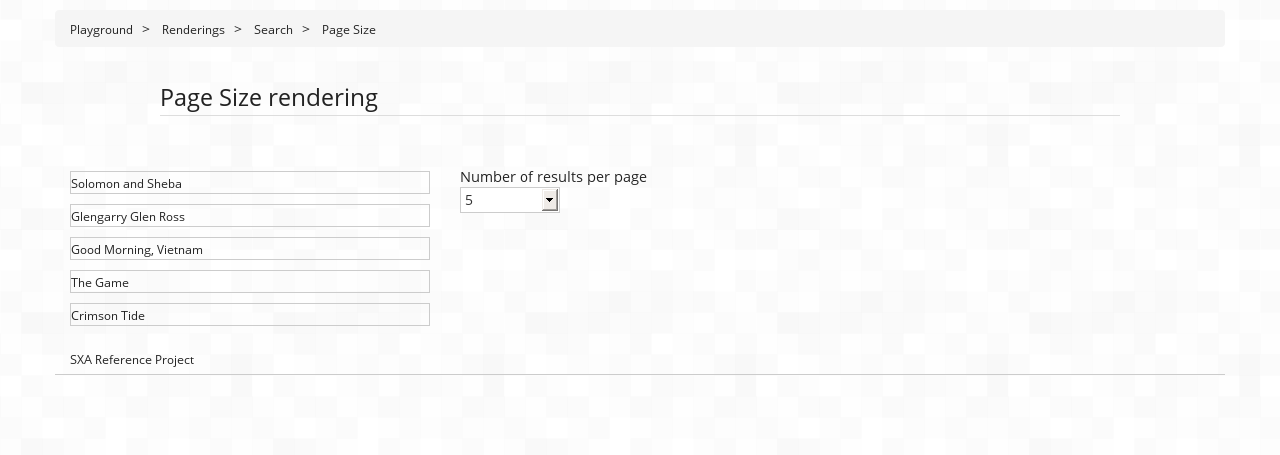 Playground > Renderings > Search > Page Size
Page Size rendering
Solomon and Sheba
Glengarry Glen Ross
Good Morning, Vietnam
The Game
Crimson Tide
Number of results per page
5
SXA Reference Project